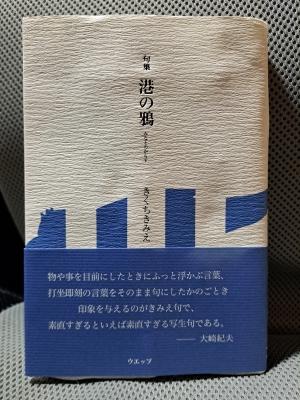 句集
港の鴉
みなとのからす
きくちきみえ
物や事を目前にしたときにふっと浮かぶ言葉、
打坐即刻の言葉をそのまま句にしたかのごとき
印象を与えるのがきみえ句で、
素直すぎるといえば素直すぎる写生句である。
―― 大崎紀夫
ウエップ